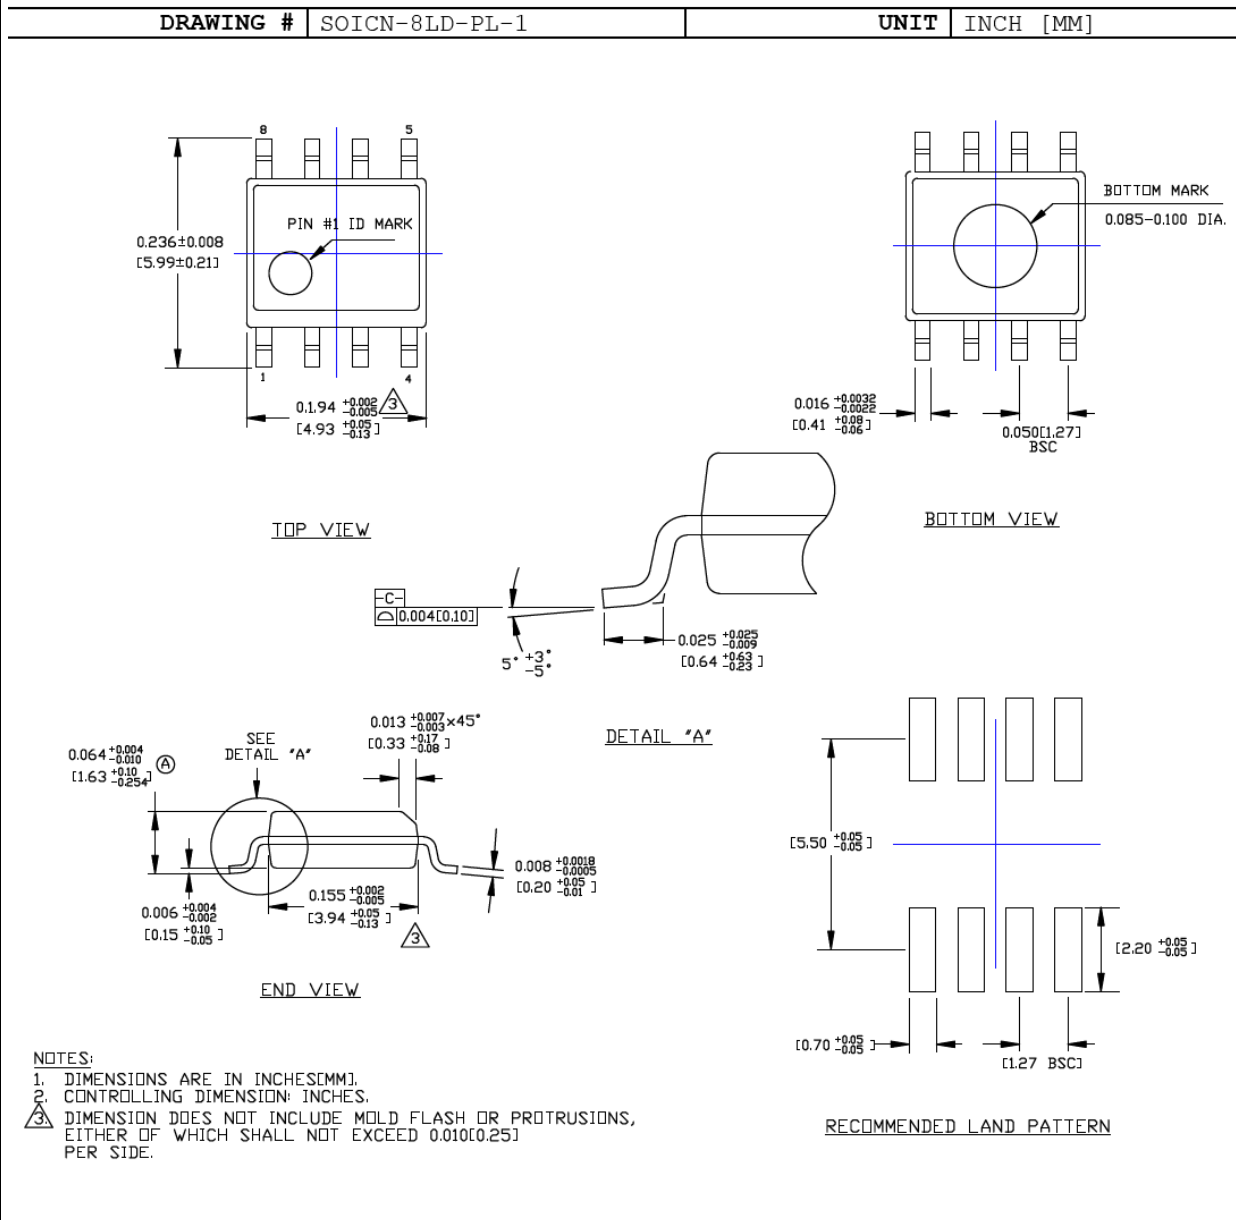 DRAWING # SOICN-8LD-PL-1 UNIT INCH [MM]
8 5
PIN #1 ID MARK
0.236±0.008
[5.99±0.21]
1 4
0.1.94 +0.002 -0.005 3
[4.93 +0.05 -0.13 ]
TOP VIEW
BOTTOM MARK
0.085-0.100 DIA.
0.016 +0.0032 -0.0022
[0.41 +0.08 -0.06 ]
0.050[1.27]
BSC
BOTTOM VIEW
-C-
0.004[0.10]
5° +3° -5°
0.025 +0.025 -0.009
[0.64 +0.63 -0.23 ]
DETAIL "A"
0.064 +0.004 -0.010
[1.63 +0.10 -0.254 ] A
SEE
DETAIL "A"
0.013 +0.007 -0.003 ×45°
[0.33 +0.17 -0.08 ]
0.008 +0.0018 -0.0005
[0.20 +0.05 -0.01 ]
0.155 +0.002 -0.005
[3.94 +0.05 -0.13 ]
3
0.006 +0.004 -0.002
[0.15 +0.10 -0.05 ]
END VIEW
[5.50 +0.05 -0.05 ]
[2.20 +0.05 -0.05 ]
[0.70 +0.05 -0.05 ]
[1.27 BSC]
RECOMMENDED LAND PATTERN
NOTES:
1. DIMENSIONS ARE IN INCHES[MM].
2. CONTROLLING DIMENSION: INCHES.
3. DIMENSION DOES NOT INCLUDE MOLD FLASH OR PROTRUSIONS,
EITHER OF WHICH SHALL NOT EXCEED 0.010[0.25]
PER SIDE.